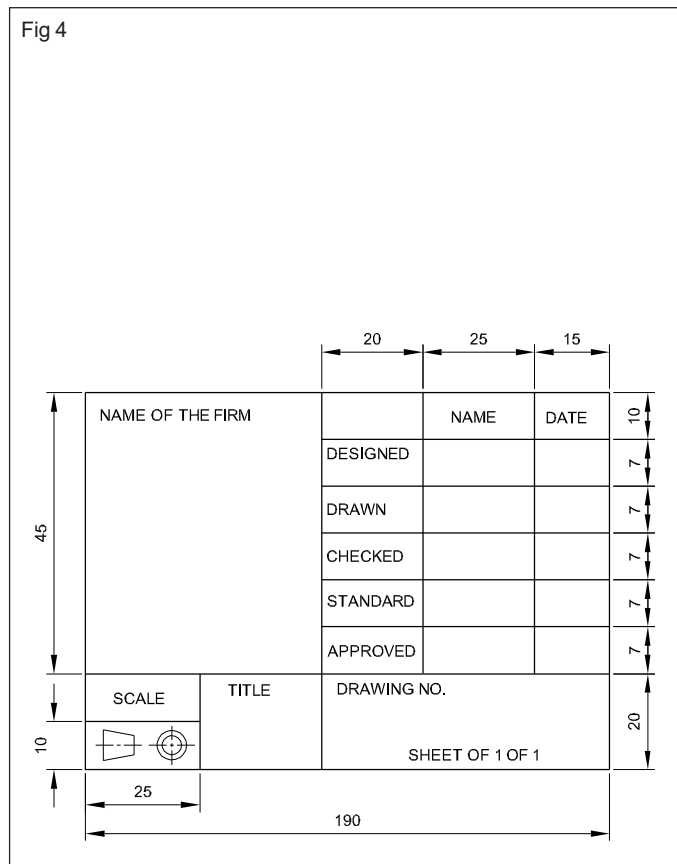 Fig 4
20 25 15
NAME OF THE FIRM NAME DATE 10
DESIGNED 7
DRAWN 7
45
CHECKED 7
STANDARD 7
APPROVED 7
SCALE TITLE DRAWING NO.
20
10
SHEET OF 1 OF 1
25
190